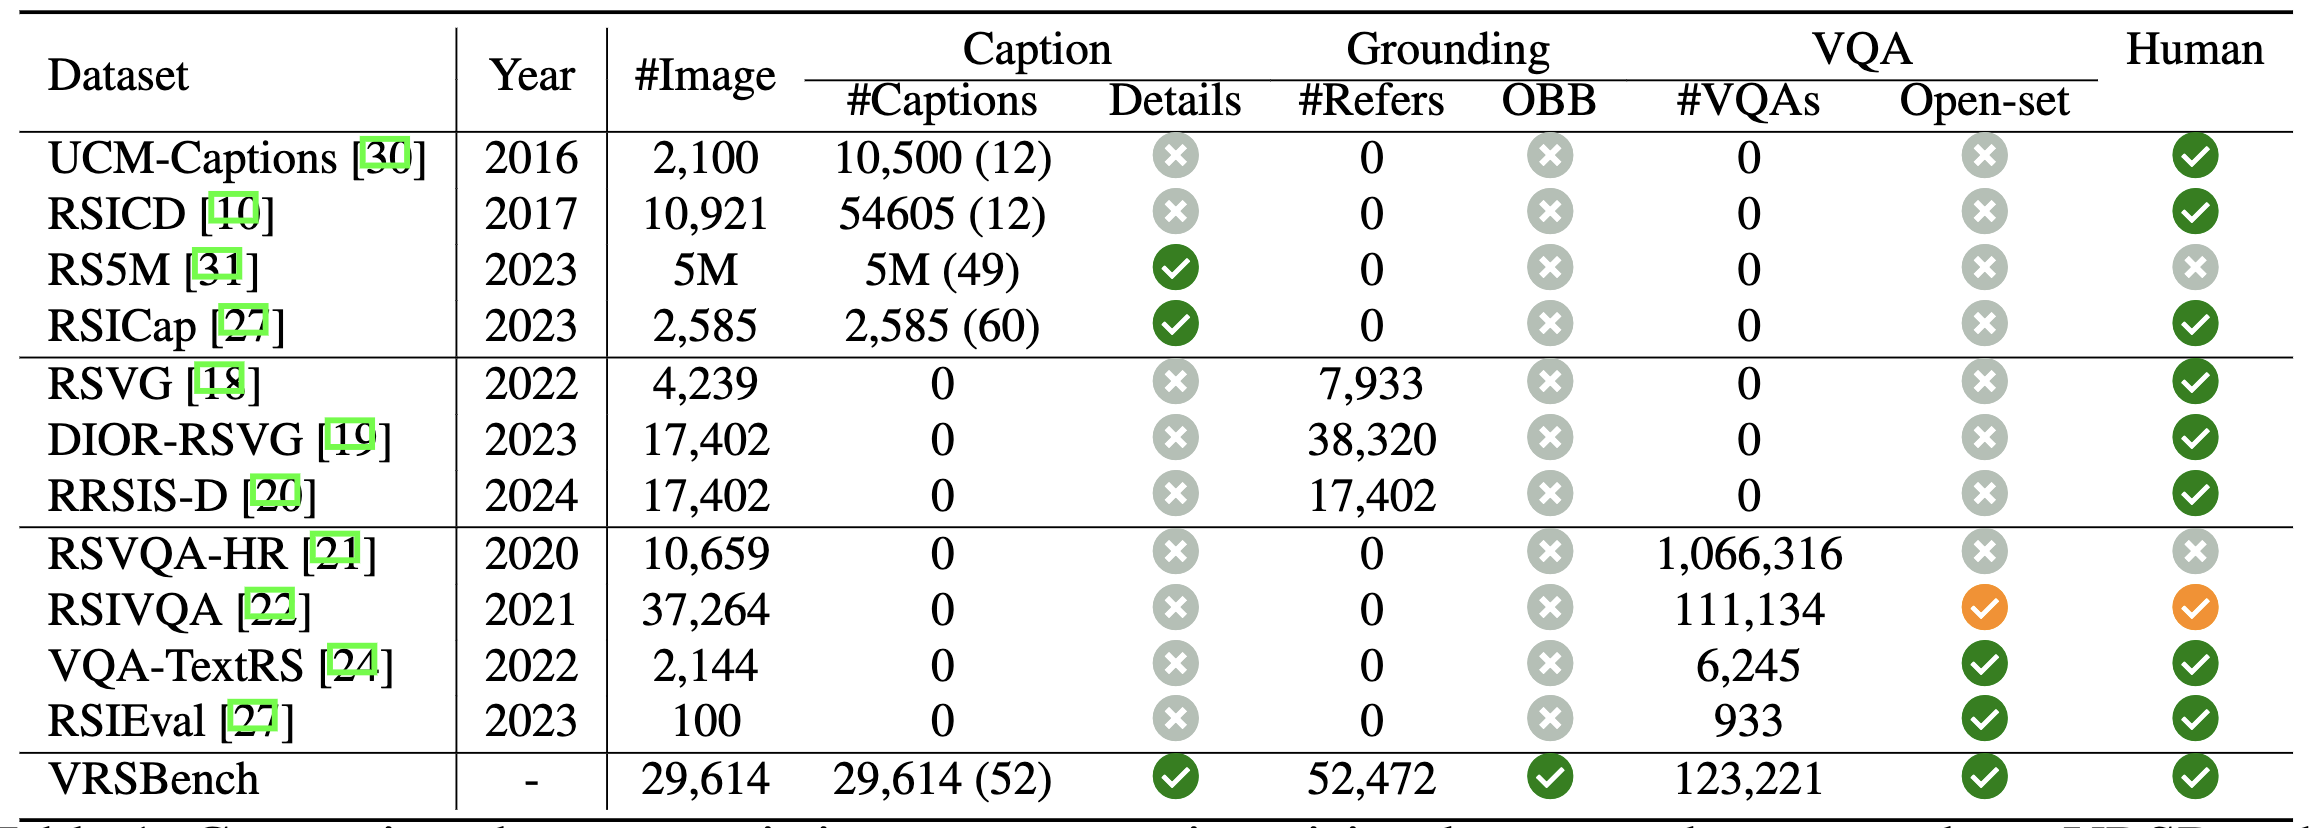 Caption Grounding VQA Human
Dataset Year #Image
#Captions Details #Refers OBB #VQAs Open-set
UCM-Captions [30] 2016 2,100 10,500 (12) 0 0
RSICD [10] 2017 10,921 54605 (12) 0 0
RS5M [31] 2023 5M 5M (49) 0 0
RSICap [27] 2023 2,585 2,585 (60) 0 0
RSVG [18] 2022 4,239 0 7,933 0
DIOR-RSVG [19] 2023 17,402 0 38,320 0
RRSIS-D [20] 2024 17,402 0 17,402 0
RSVQA-HR [21] 2020 10,659 0 0 1,066,316
RSIVQA [22] 2021 37,264 0 0 111,134
VQA-TextRS [24] 2022 2,144 0 0 6,245
RSIEval [27] 2023 100 0 0 933
VRSBench - 29,614 29,614 (52) 52,472 123,221